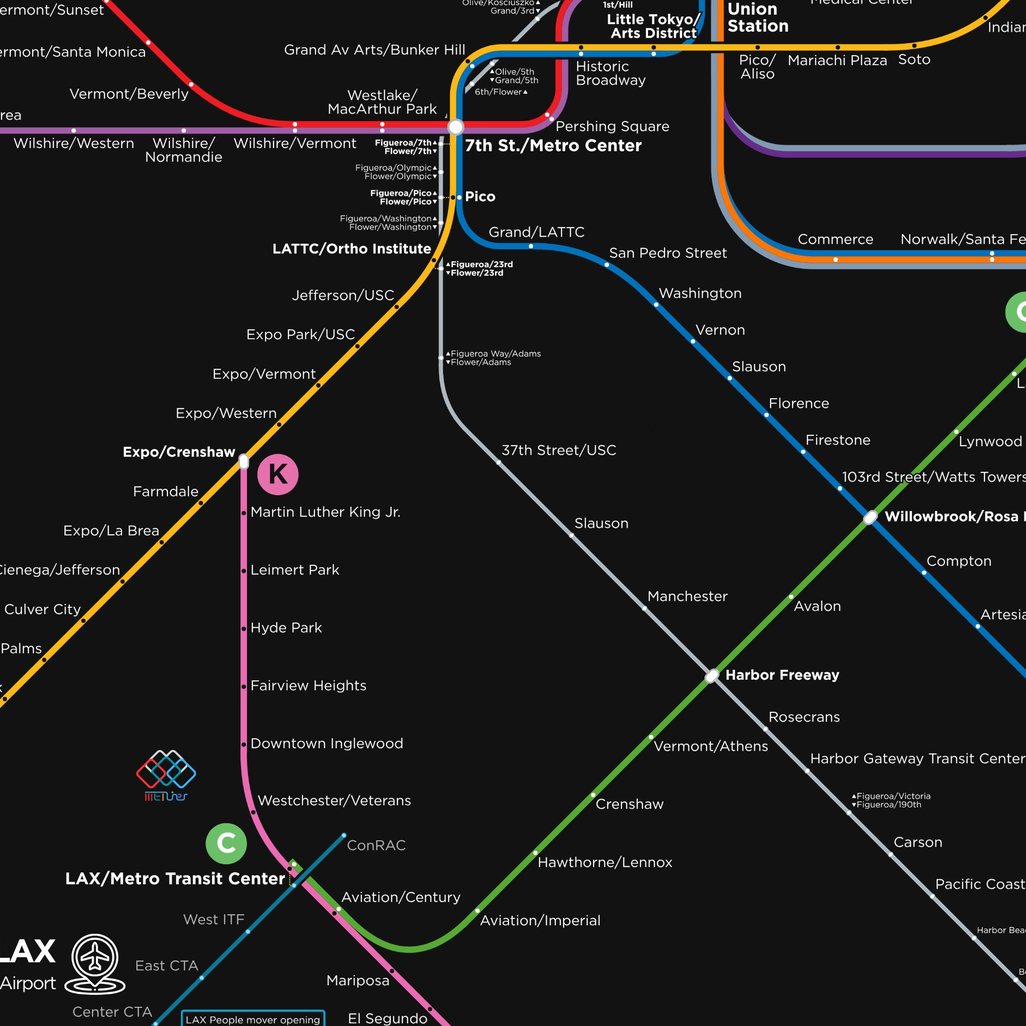 ermont/Sunset
Olive/Kosciuszko
Grand/3rd
1st/Hill
Little Tokyo/
Arts District
Union
Station
Medical Center
Indian
ermont/Santa Monica
Grand Av Arts/Bunker Hill
Historic
Broadway
Pico/
Aliso
Mariachi Plaza
Soto
Olive/5th
Grand/5th
6th/Flower
Vermont/Beverly
Westlake/
MacArthur Park
rea
Wilshire/Western
Wilshire/
Normandie
Wilshire/Vermont
Pershing Square
7th St./Metro Center
Figueroa/7th
Flower/7th
Figueroa/Olympic
Flower/Olympic
Figueroa/Pico
Flower/Pico
Pico
Figueroa/Washington
Flower/Washington
Grand/LATTC
LATTC/Ortho Institute
San Pedro Street
Commerce
Norwalk/Santa Fe
Figueroa/23rd
Flower/23rd
Jefferson/USC
Washington
C
Expo Park/USC
Vernon
Figueroa Way/Adams
Flower/Adams
Slauson
Expo/Vermont
L
Florence
Expo/Western
Firestone
Lynwood
Expo/Crenshaw
K
37th Street/USC
103rd Street/Watts Towers
Farmdale
Martin Luther King Jr.
Slauson
Willowbrook/Rosa
Expo/La Brea
Compton
Cienega/Jefferson
Leimert Park
Manchester
Avalon
Artesia
Culver City
Hyde Park
Palms
Harbor Freeway
Fairview Heights
Rosecrans
Downtown Inglewood
Vermont/Athens
Harbor Gateway Transit Center
METUber
Westchester/Veterans
Crenshaw
Figueroa/Victoria
Figueroa/190th
C
ConRAC
Carson
Hawthorne/Lennox
LAX/Metro Transit Center
Pacific Coast
Aviation/Century
West ITF
Aviation/Imperial
Harbor Beac
LAX
Airport
East CTA
Mariposa
Center CTA
LAX People mover opening
El Segundo